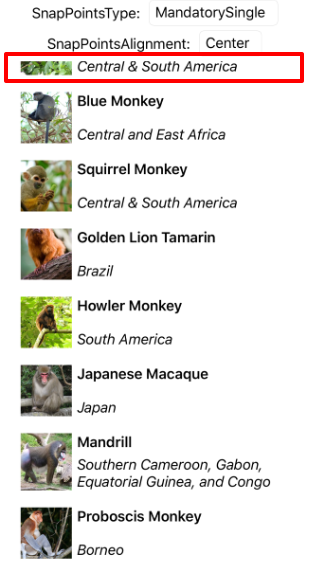 SnapPointsType: MandatorySingle
SnapPointsAlignment: Center
Central & South America
Blue Monkey
Central and East Africa
Squirrel Monkey
Central & South America
Golden Lion Tamarin
Brazil
Howler Monkey
South America
Japanese Macaque
Japan
Mandrill
Southern Cameroon, Gabon,
Equatorial Guinea, and Congo
Proboscis Monkey
Borneo